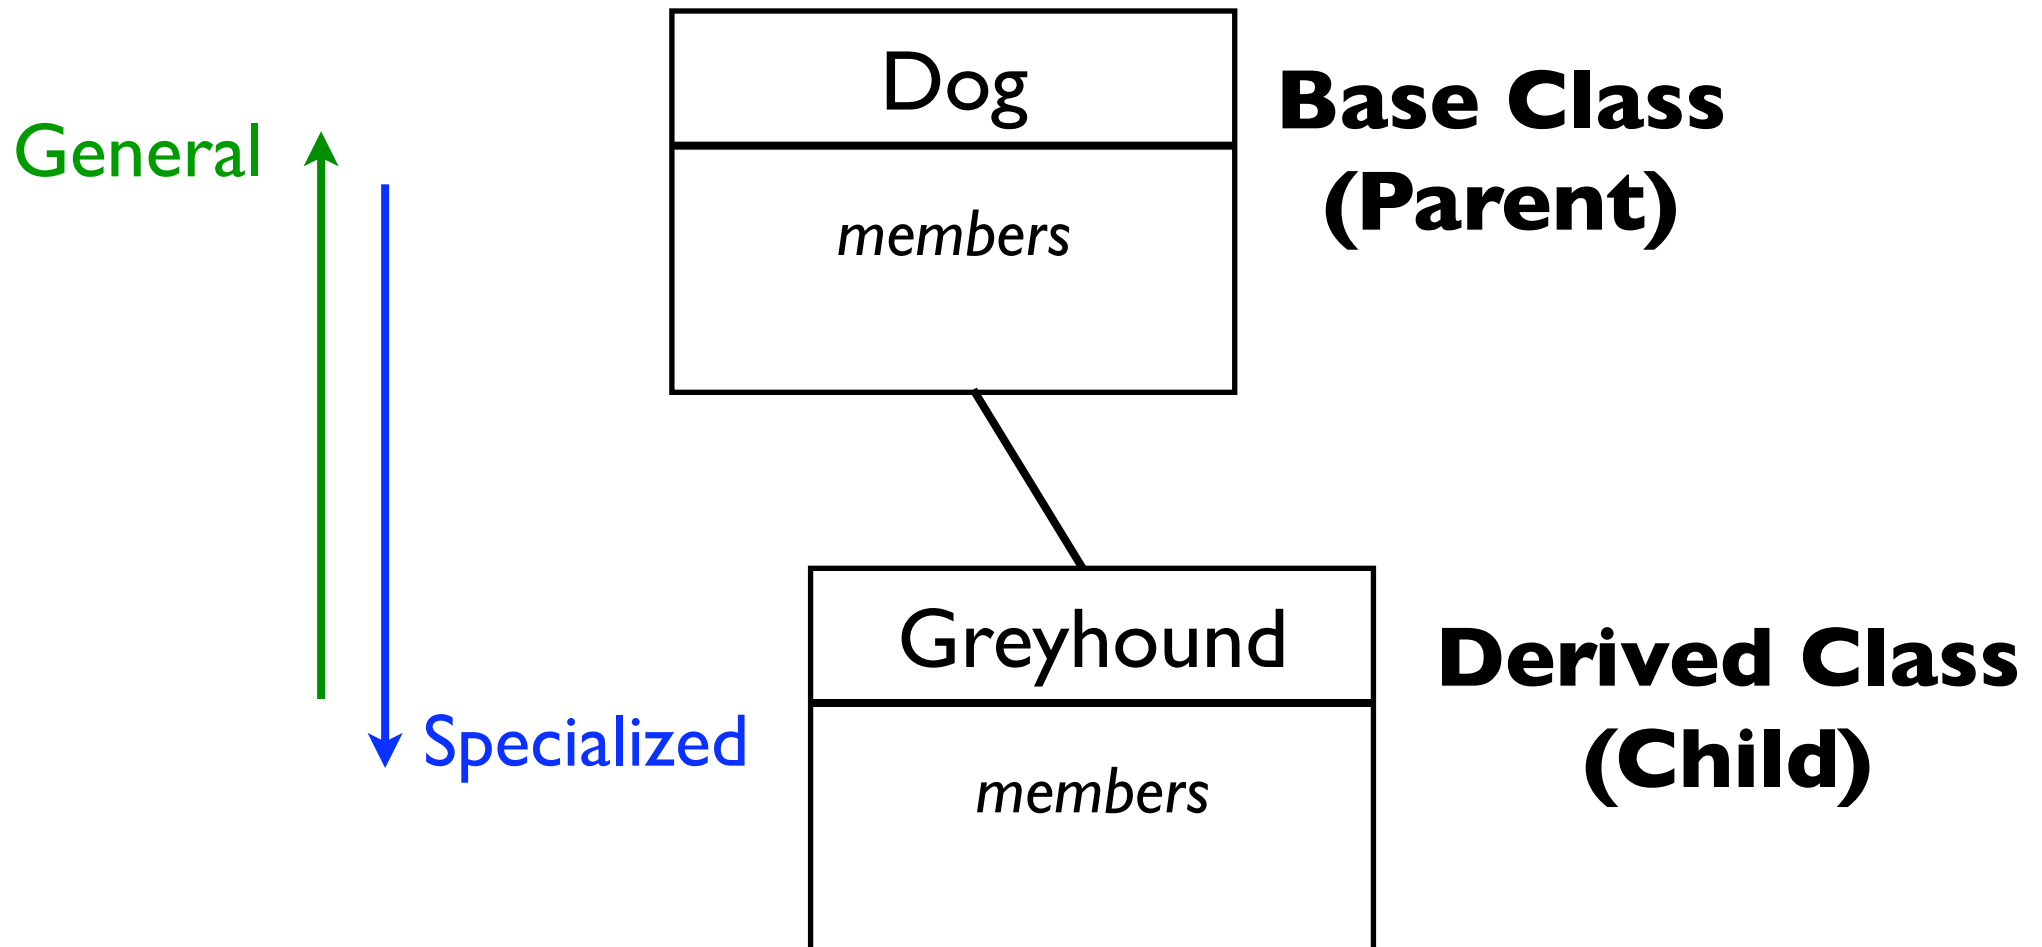 Dog
members
Base Class
(Parent)
General
Specialized
Greyhound
members
Derived Class
(Child)